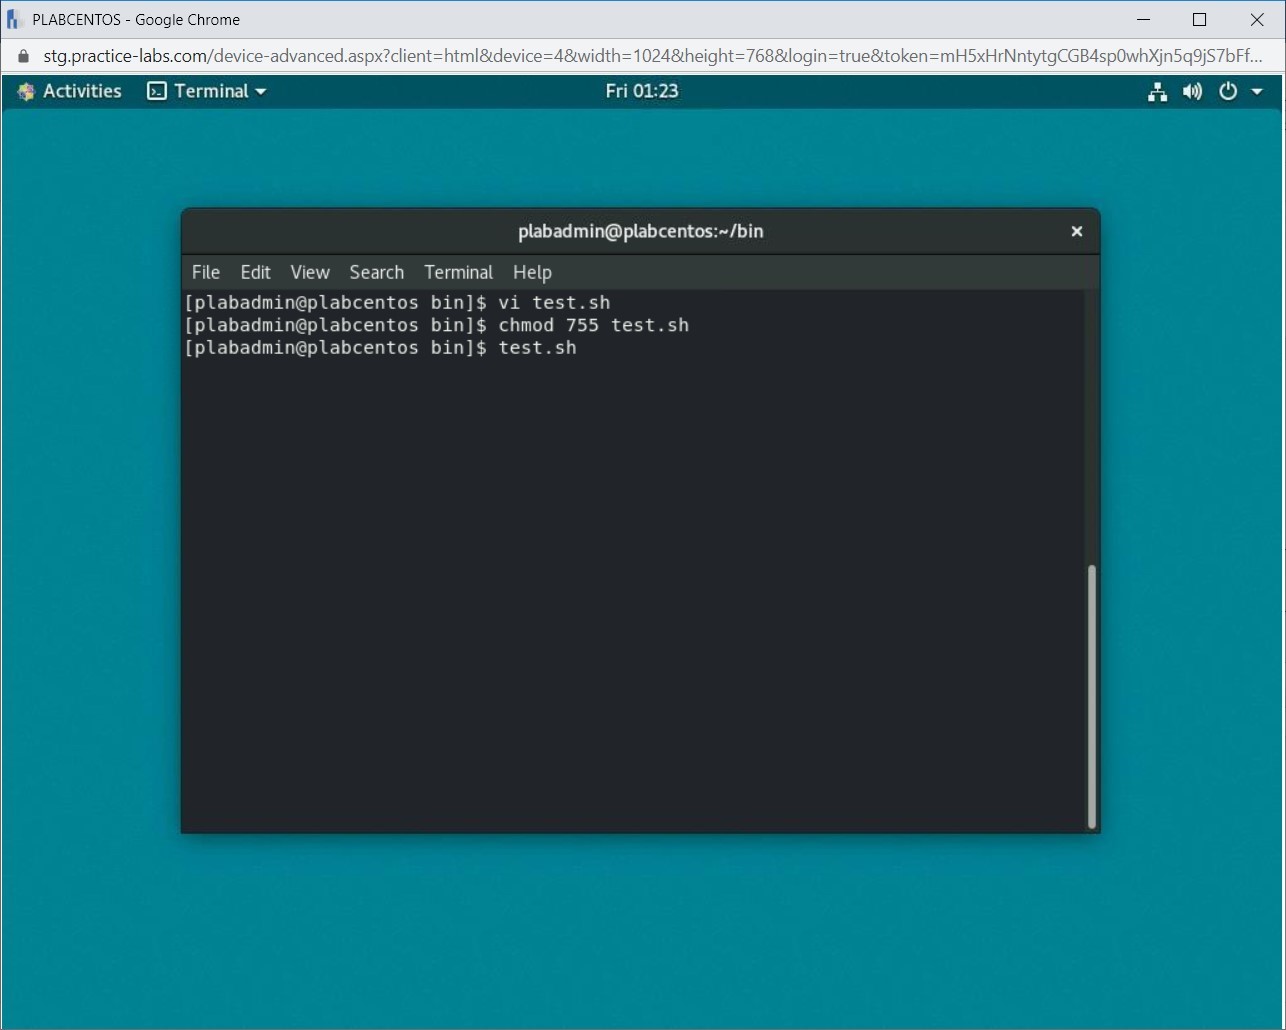 PLABCENTOS - Google Chrome
stg.practice-labs.com/device-advanced.aspx?client=html&device=4&width=1024&height=768&login=true&token=mH5xHrNntytgCGB4sp0whXjn5q9jS7bFf...
Activities Terminal Fri 01:23
plabadmin@plabcentos:~/bin
File Edit View Search Terminal Help
[plabadmin@plabcentos bin]$ vi test.sh
[plabadmin@plabcentos bin]$ chmod 755 test.sh
[plabadmin@plabcentos bin]$ test.sh